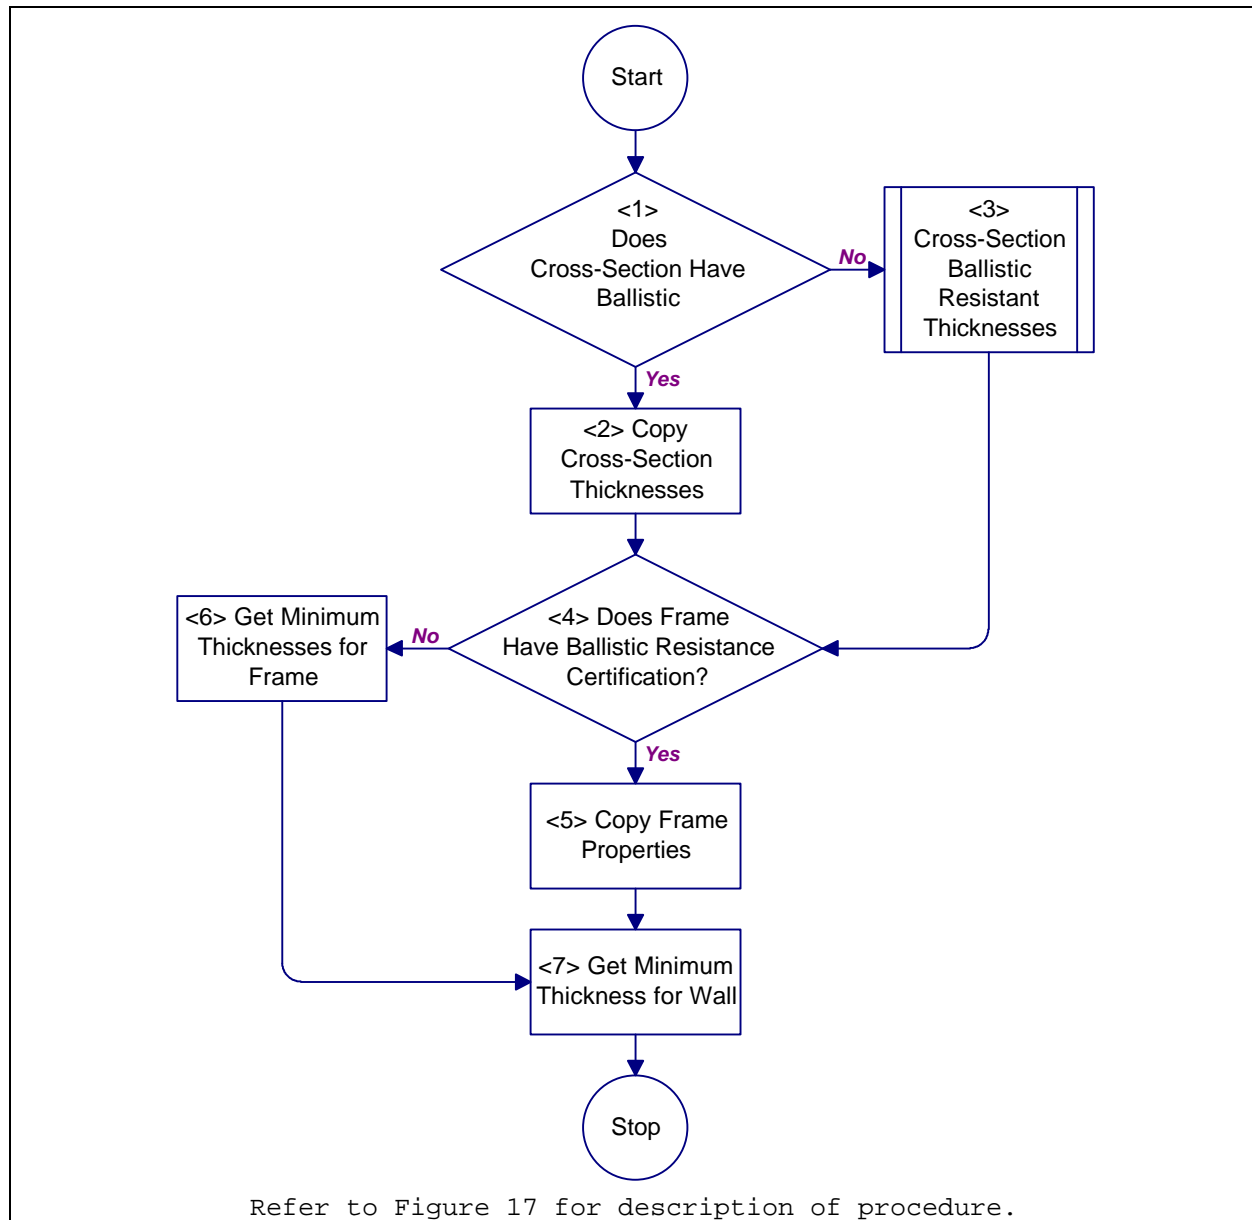 Start
<1>
Does
Cross-Section Have
Ballistic
No
<3>
Cross-Section
Ballistic
Resistant
Thicknesses
Yes
<2> Copy
Cross-Section
Thicknesses
<4> Does Frame
Have Ballistic Resistance
Certification?
No
<6> Get Minimum
Thicknesses for
Frame
Yes
<5> Copy Frame
Properties
<7> Get Minimum
Thickness for Wall
Stop
Refer to Figure 17 for description of procedure.